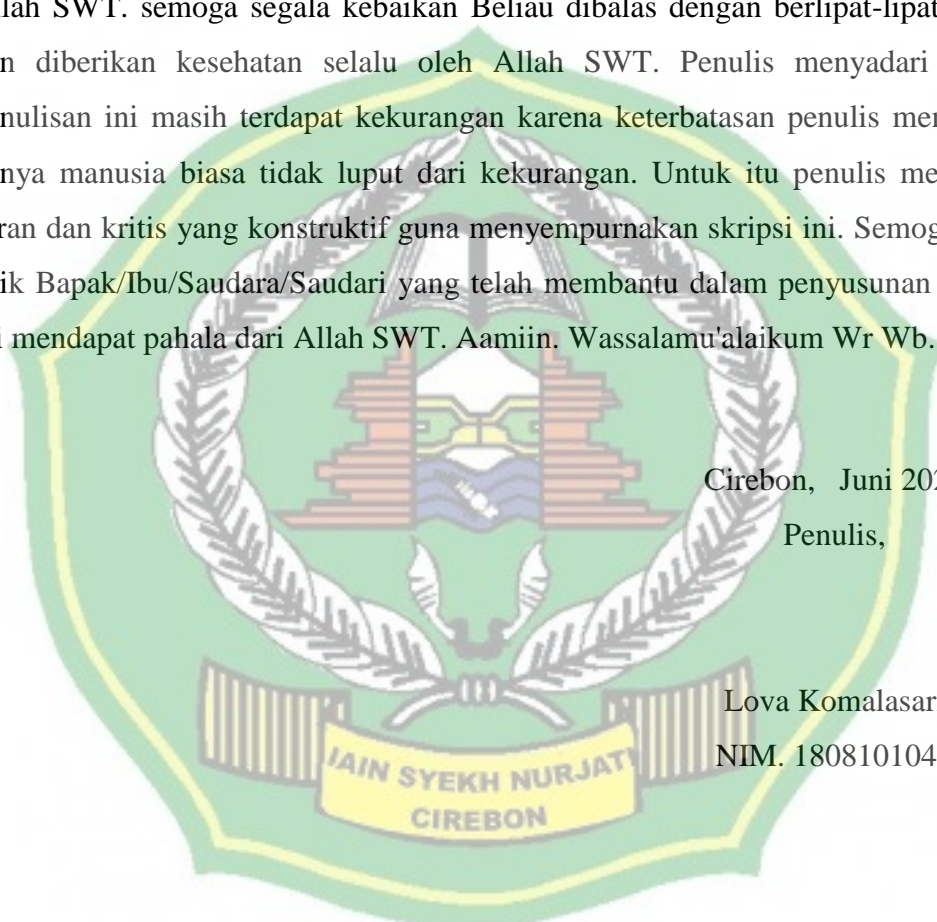 lah SWT. semoga segala kebaikan Beliau dibalas dengan berlipat-lipat
n diberikan kesehatan selalu oleh Allah SWT. Penulis menyadari
nulisan ini masih terdapat kekurangan karena keterbatasan penulis mer
nya manusia biasa tidak luput dari kekurangan. Untuk itu penulis me
ran dan kritis yang konstruktif guna menyempurnakan skripsi ini. Semog
ik Bapak/Ibu/Saudara/Saudari yang telah membantu dalam penyusunan
i mendapat pahala dari Allah SWT. Aamiin. Wassalamu'alaikum Wr Wb.
Cirebon, Juni 202
Penulis,
Lova Komalasar
NIM. 180810104
IAIN SYEKH NURJATI
CIREBON